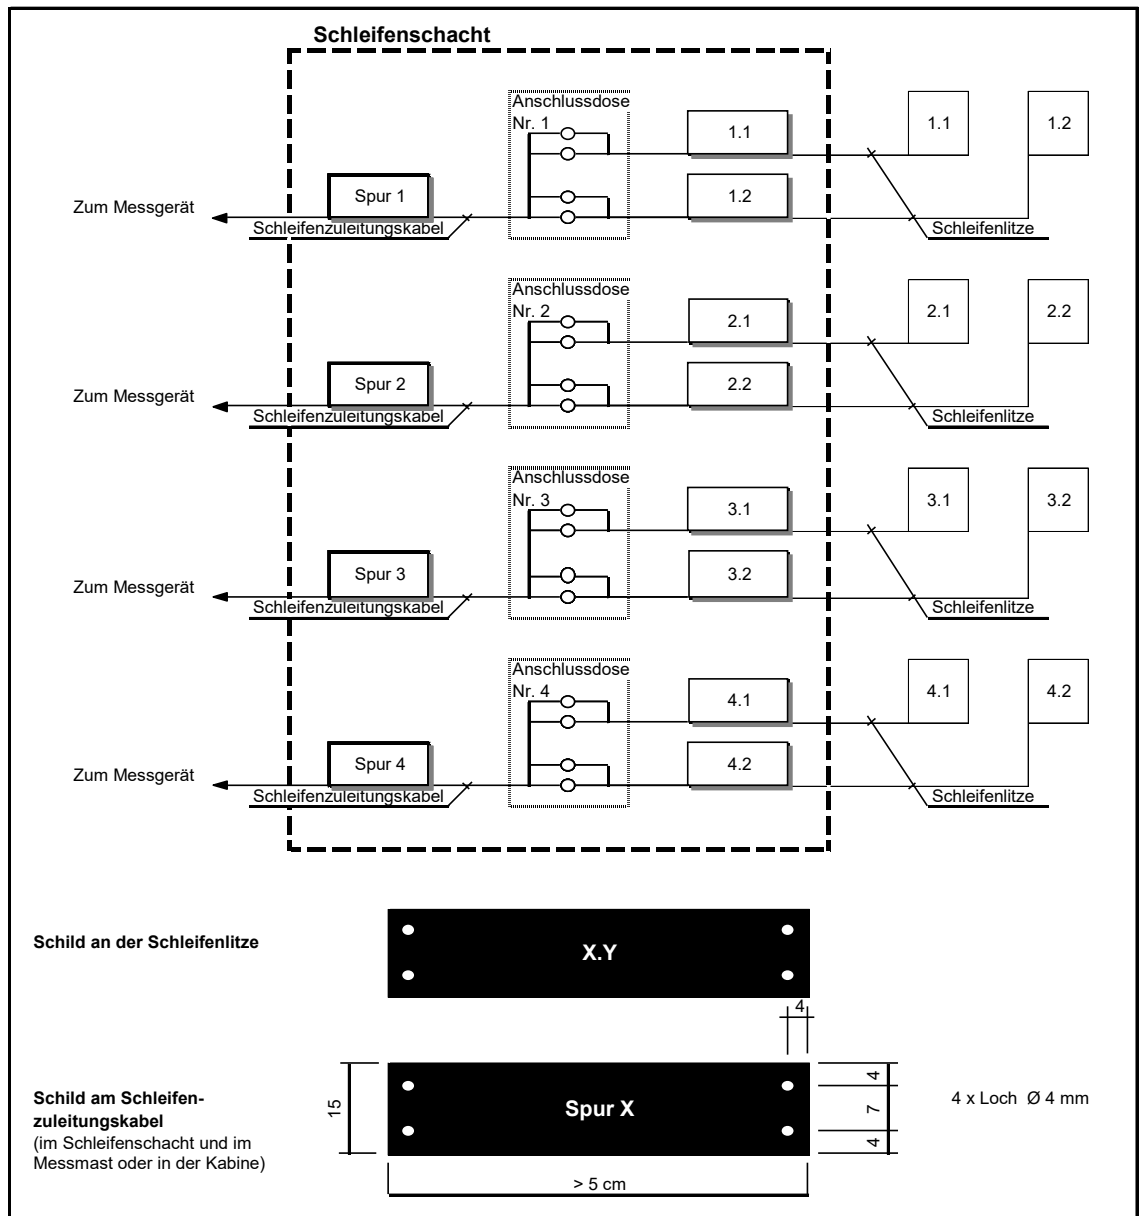 Schleifenschacht
Anschlussdose
Nr. 1
1.1
1.1
1.2
Spur 1
1.2
Zum Messgerät
Schleifenzuleitungskabel
Schleifenlitze
Anschlussdose
Nr. 2
2.1
2.1
2.2
Spur 2
2.2
Zum Messgerät
Schleifenzuleitungskabel
Schleifenlitze
Anschlussdose
Nr. 3
3.1
3.1
3.2
Spur 3
3.2
Zum Messgerät
Schleifenzuleitungskabel
Schleifenlitze
Anschlussdose
Nr. 4
4.1
4.1
4.2
Spur 4
4.2
Zum Messgerät
Schleifenzuleitungskabel
Schleifenlitze
Schild an der Schleifenlitze
X.Y
4
Schild am Schleifen-
zuleitungskabel
(im Schleifenschacht und im
Messmast oder in der Kabine)
15
Spur X
4
7
4
4 x Loch Ø 4 mm
> 5 cm